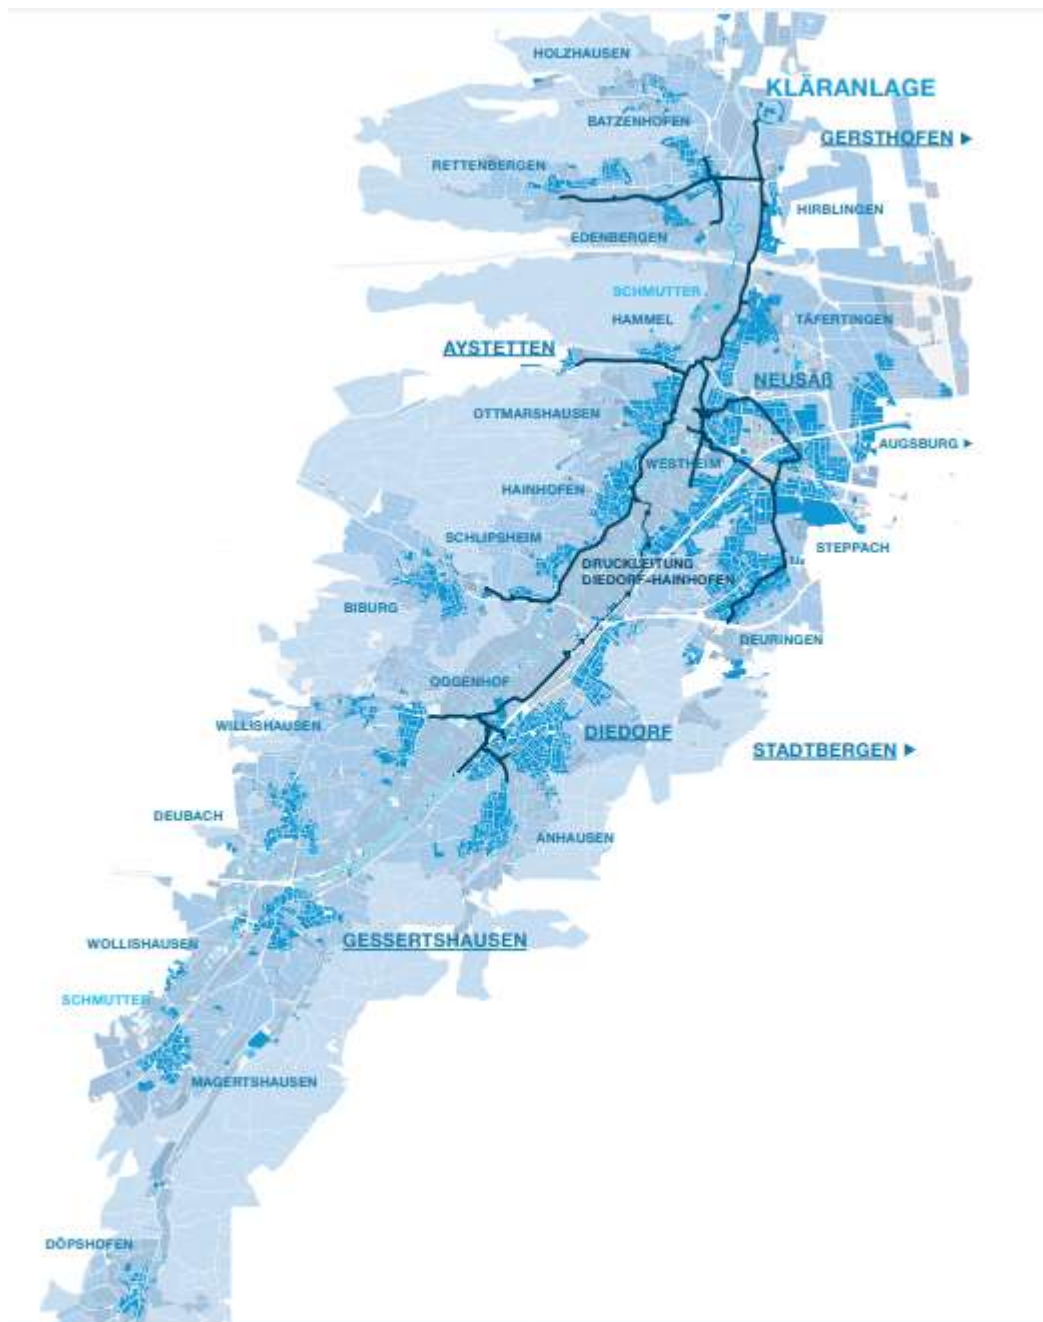 HOLZHAUSEN
KLÄRANLAGE
BATZENHOFEN
GERSTHOFEN
RETTENBERGEN
HIRBLINGEN
EDENBERGEN
SCHMUTTER
HAMMEL
TÄFERTINGEN
AYSTETTEN
NEUSÄß
OTTMARSHAUSEN
AUGSBURG
WESTHEIM
HAINHOFEN
SCHLIPSHEIM
STEPPACH
DRUCKLEITUNG
DIEDORF-HAINHOFEN
BIBURG
DEURINGEN
OGGENHOF
WILLISHAUSEN
DIEDORF
STADTBERGEN
DEUBACH
ANHAUSEN
GESSERTSHAUSEN
WOLLISHAUSEN
SCHMUTTER
MAGERTSHAUSEN
DÖPSHOFEN